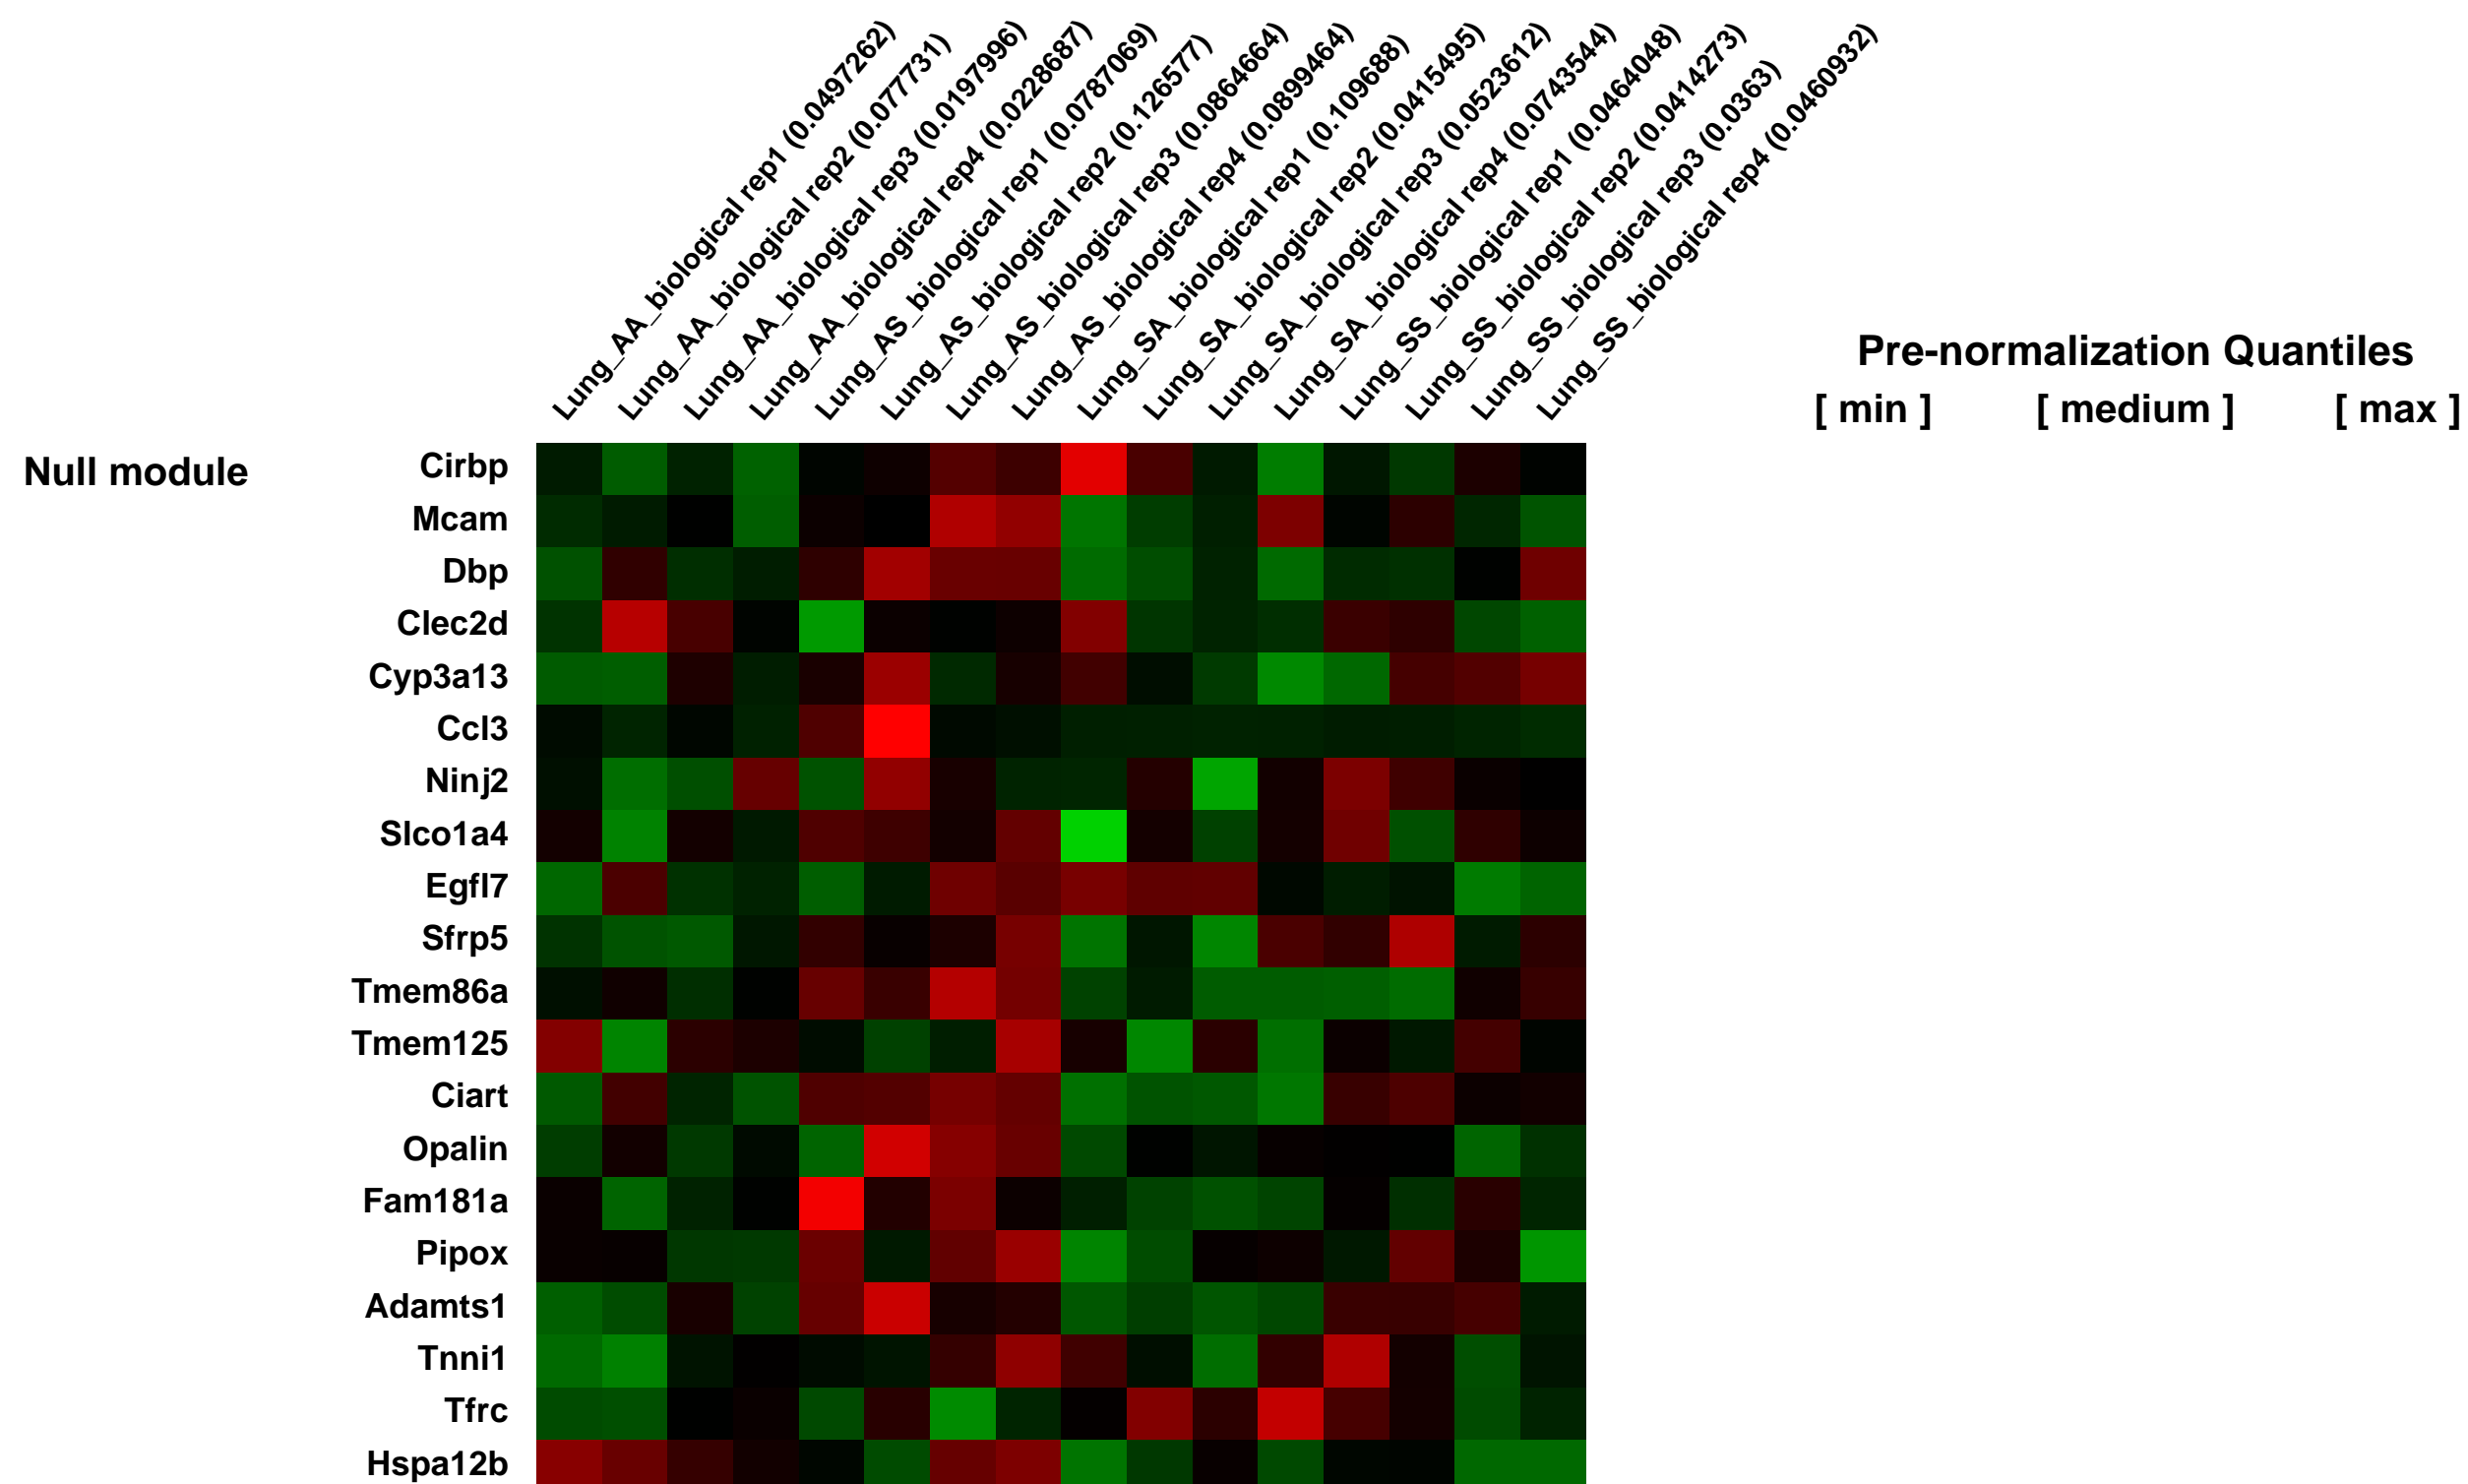 Lung_AA_biological rep1 (0.0497262)
Lung_AA_biological rep2 (0.077731)
Lung_AA_biological rep3 (0.0197996)
Lung_AA_biological rep4 (0.0228687)
Lung_AS_biological rep1 (0.0787069)
Lung_AS_biological rep2 (0.126577)
Lung_AS_biological rep3 (0.0864664)
Lung_AS_biological rep4 (0.0899464)
Lung_SA_biological rep1 (0.109688)
Lung_SA_biological rep2 (0.0415495)
Lung_SA_biological rep3 (0.0523612)
Lung_SA_biological rep4 (0.0743544)
Lung_SS_biological rep1 (0.0464048)
Lung_SS_biological rep2 (0.0414273)
Lung_SS_biological rep3 (0.0363)
Lung_SS_biological rep4 (0.0460932)
Pre-normalization Quantiles
[ min ] [ medium ] [ max ]
Null module
Cirbp
Mcam
Dbp
Clec2d
Cyp3a13
Ccl3
Ninj2
Slco1a4
Egfl7
Sfrp5
Tmem86a
Tmem125
Ciart
Opalin
Fam181a
Pipox
Adamts1
Tnni1
Tfrc
Hspa12b